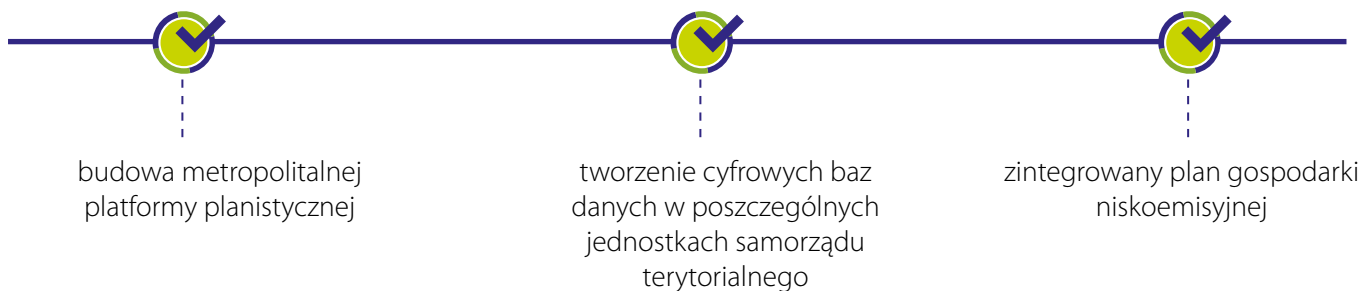 budowa metropolitalnej
platformy planistycznej
tworzenie cyfrowych baz
danych w poszczególnych
jednostkach samorządu
terytorialnego
zintegrowany plan gospodarki
niskoemisyjnej